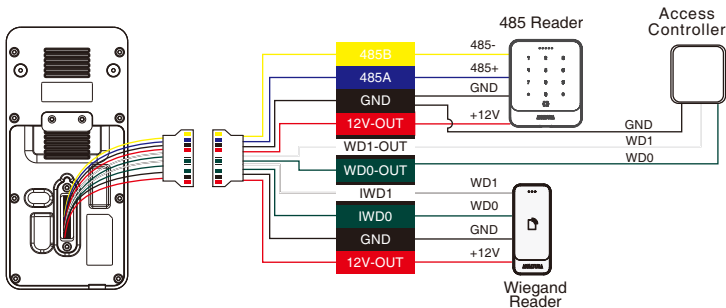 485 Reader
Access
Controller
485B
485-
485A
485+
GND
GND
12V-OUT
+12V
GND
WD1-OUT
WD1
WD0-OUT
WD0
IWD1
WD1
IWD0
WD0
GND
GND
12V-OUT
+12V
Wiegand
Reader